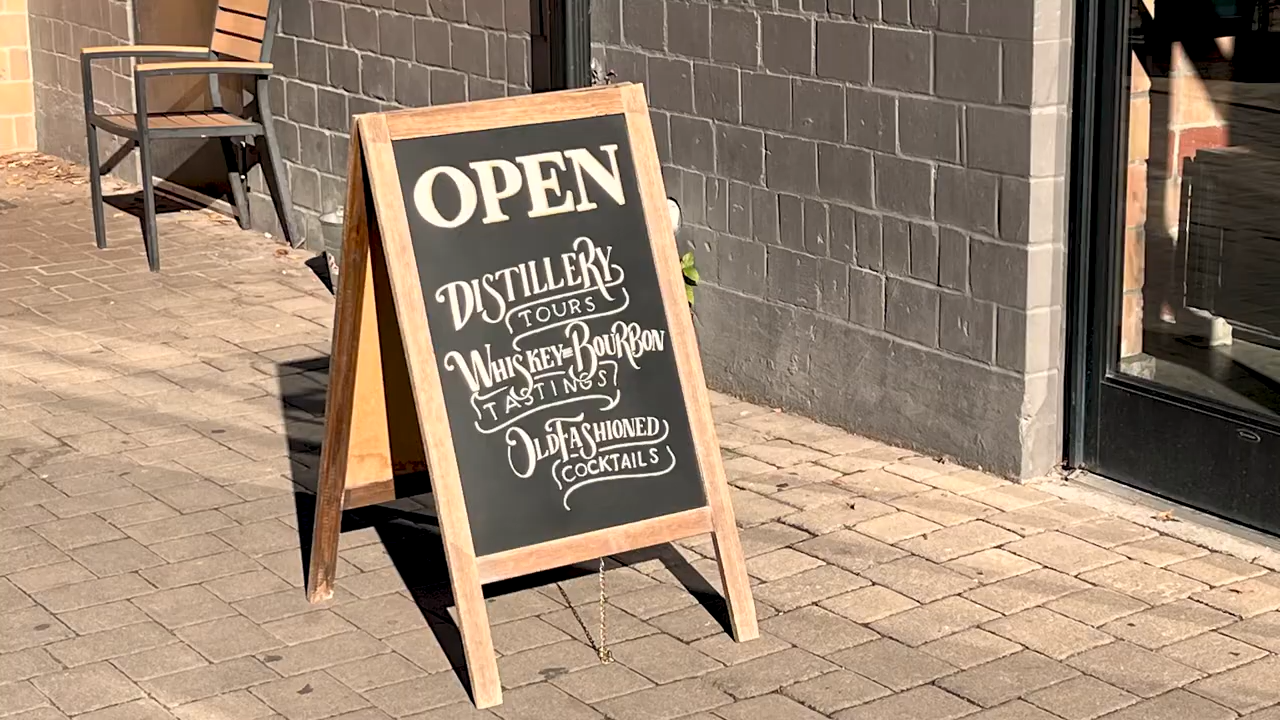 OPEN
DISTILLERY
TOURS
WHISKEY & BOURBON
TASTINGS
OLD FASHIONED
COCKTAILS